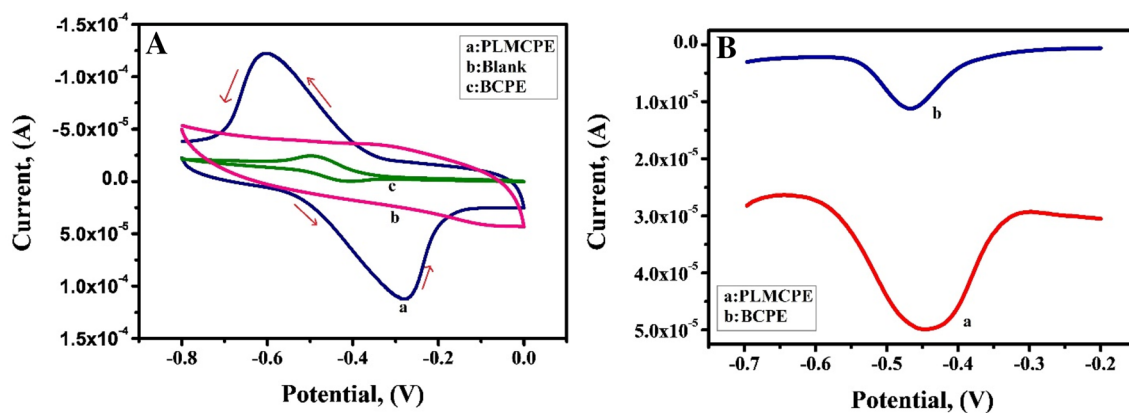 A
a:PLMCPE
b:Blank
c:BCPE
-1.5x10⁻⁴
-1.0x10⁻⁴
-5.0x10⁻⁵
0.0
5.0x10⁻⁵
1.0x10⁻⁴
1.5x10⁻⁴
Current, (A)
c
b
a
-0.8 -0.6 -0.4 -0.2 0.0
Potential, (V)
B
0.0
1.0x10⁻⁵
2.0x10⁻⁵
3.0x10⁻⁵
4.0x10⁻⁵
5.0x10⁻⁵
Current, (A)
b
a
a:PLMCPE
b:BCPE
-0.7 -0.6 -0.5 -0.4 -0.3 -0.2
Potential, (V)